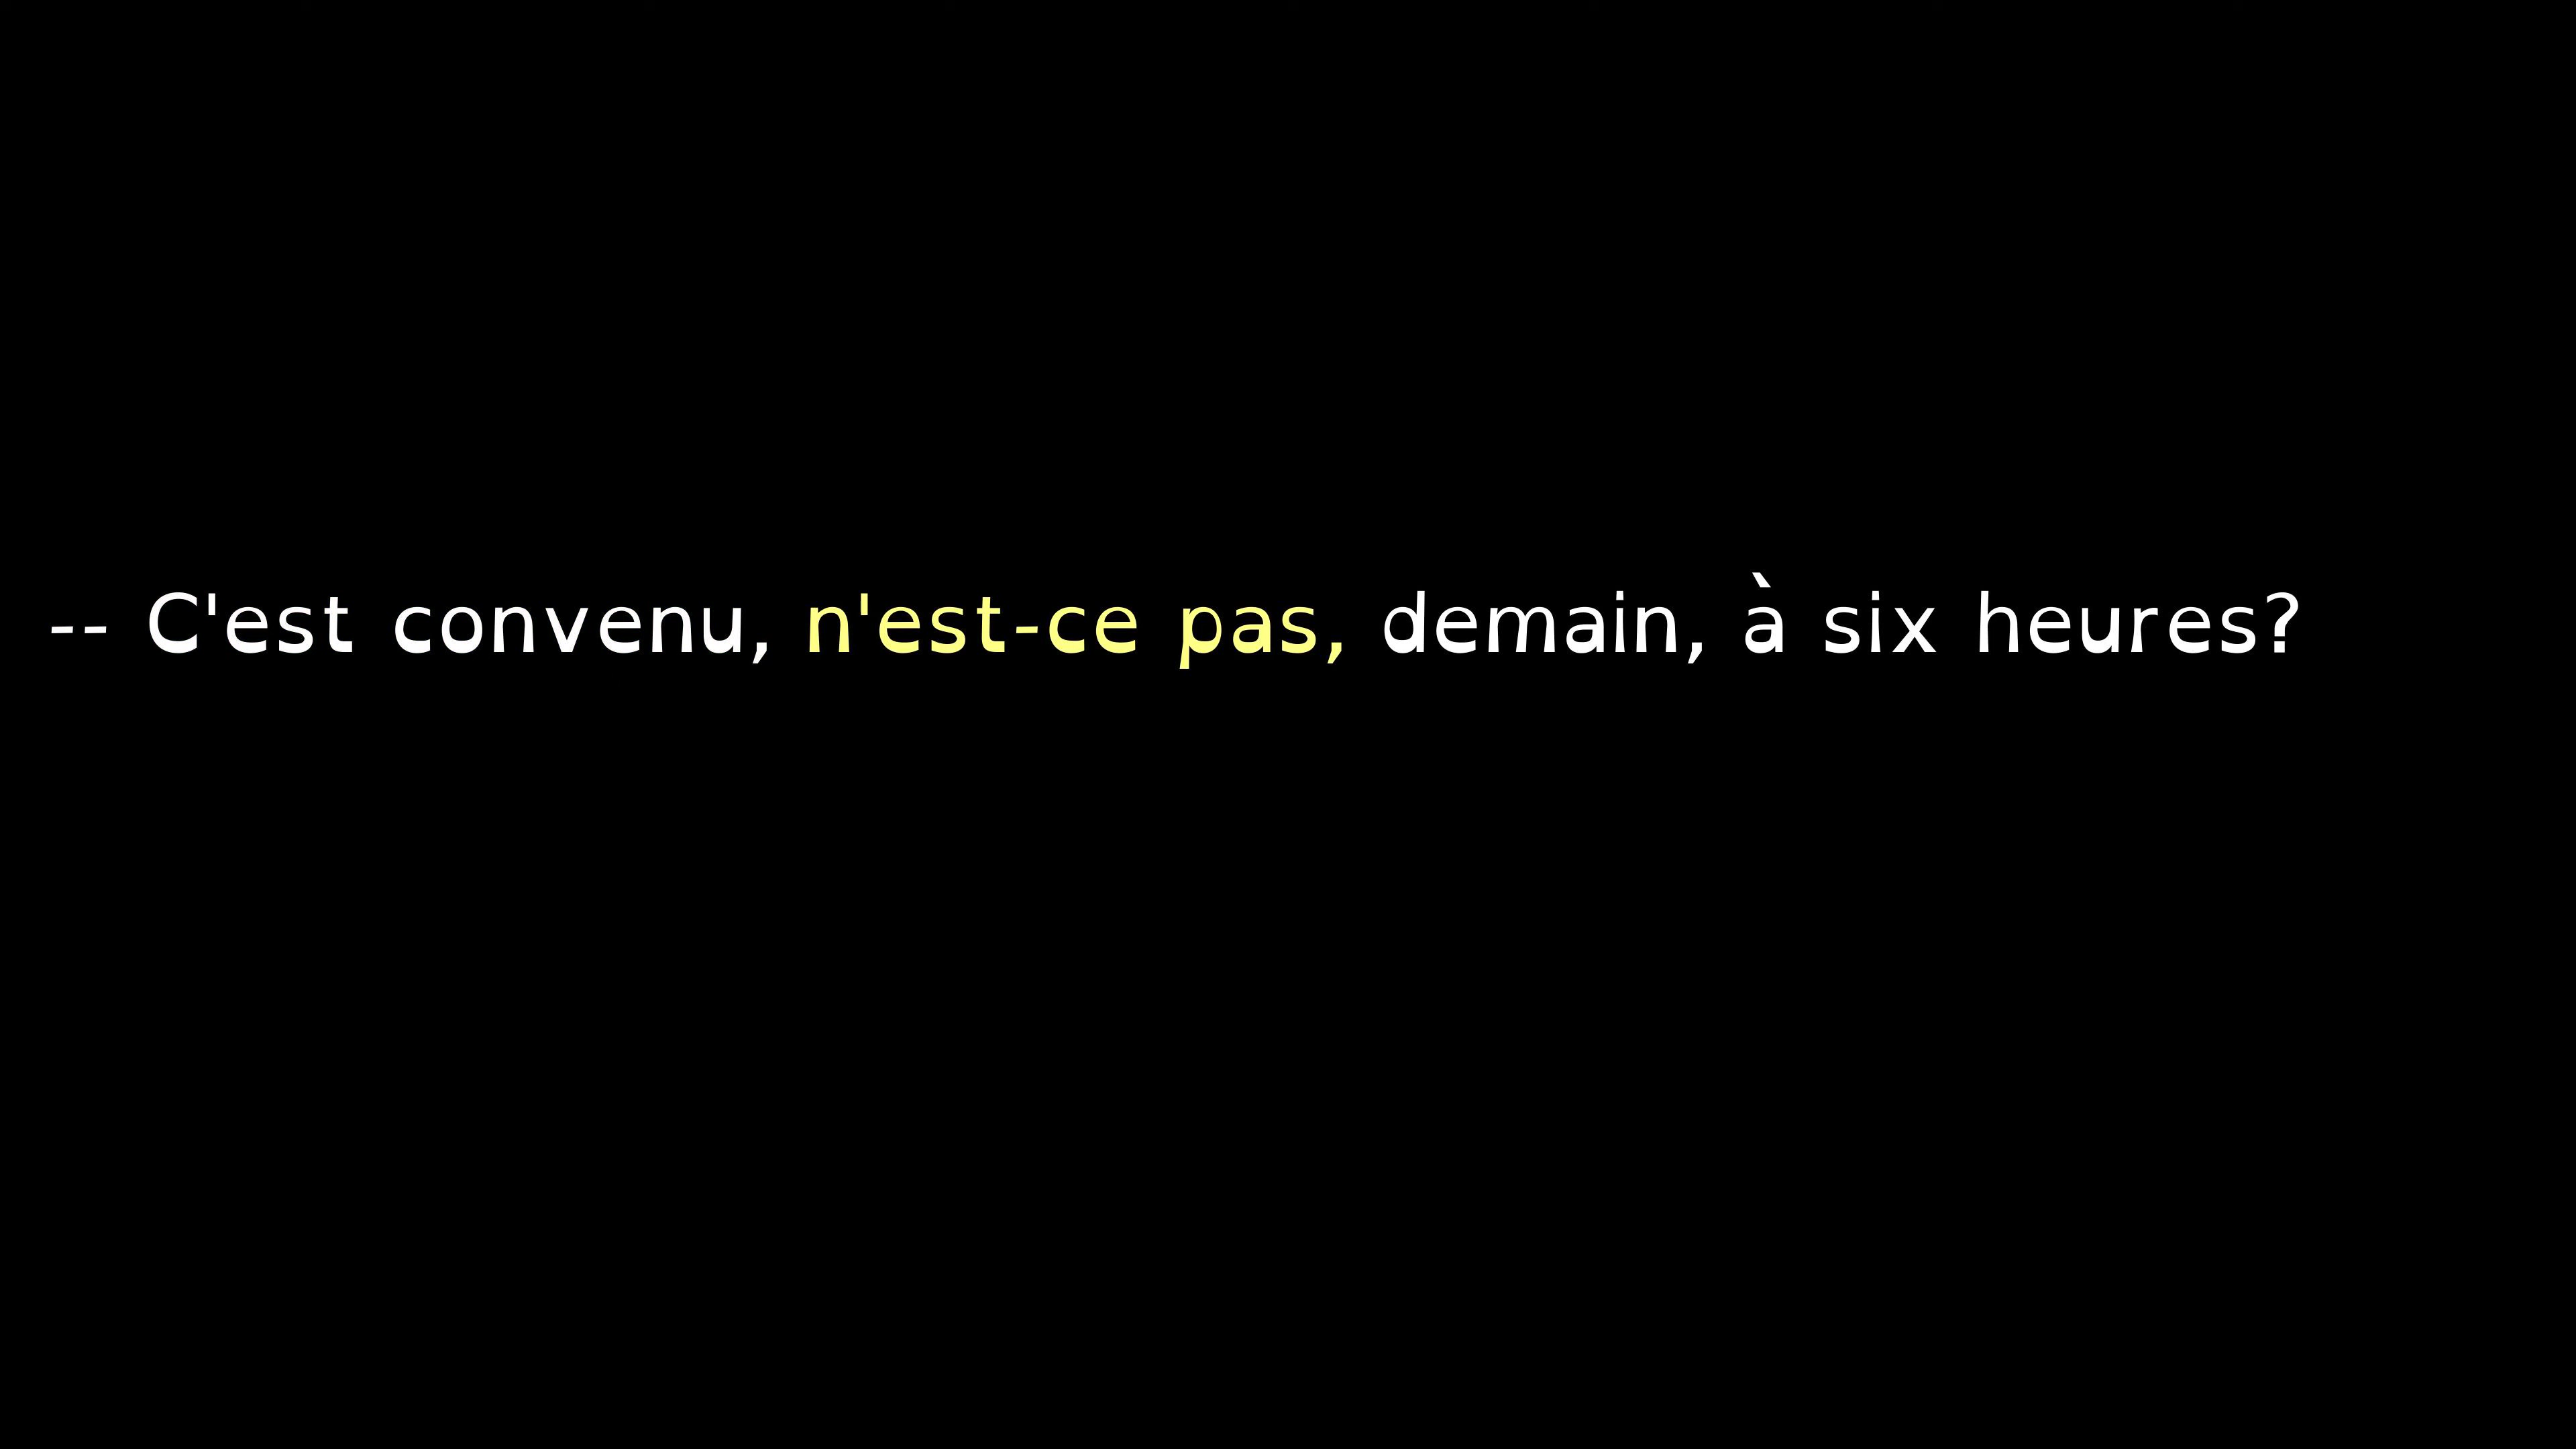 -- C'est convenu, n'est-ce pas, demain, à six heures?